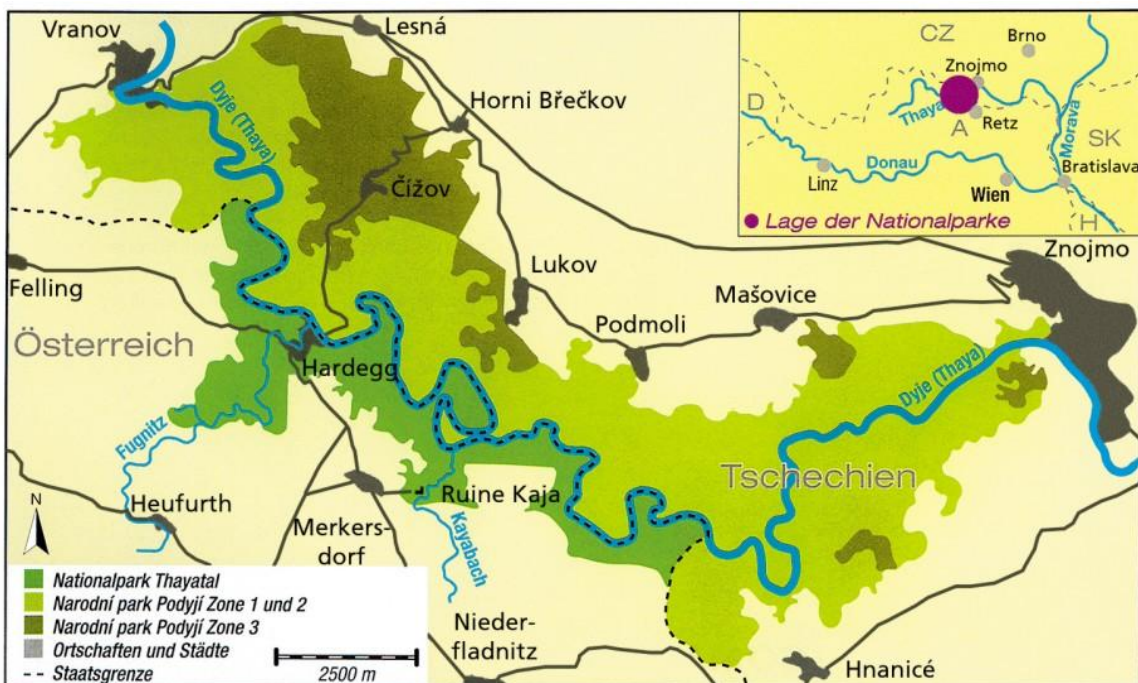 Vranov
Lesná
Horni Břečkov
Dyje (Thaya)
Čížov
Felling
Österreich
Lukov
Hardegg
Podmoli
Mašovice
Znojmo
Dyje (Thaya)
Tschechien
Fugnitz
Heufurth
Ruine Kaja
Merkers-
dorf
Kayabach
Nieder-
fladnitz
Hnanicé
N
Nationalpark Thayatal
Narodní park Podyjí Zone 1 und 2
Narodní park Podyjí Zone 3
Ortschaften und Städte
Staatsgrenze
2500 m
CZ
Brno
Znojmo
D
Thaya
A
Retz
Morava
SK
Donau
Linz
Wien
Bratislava
H
Lage der Nationalparke